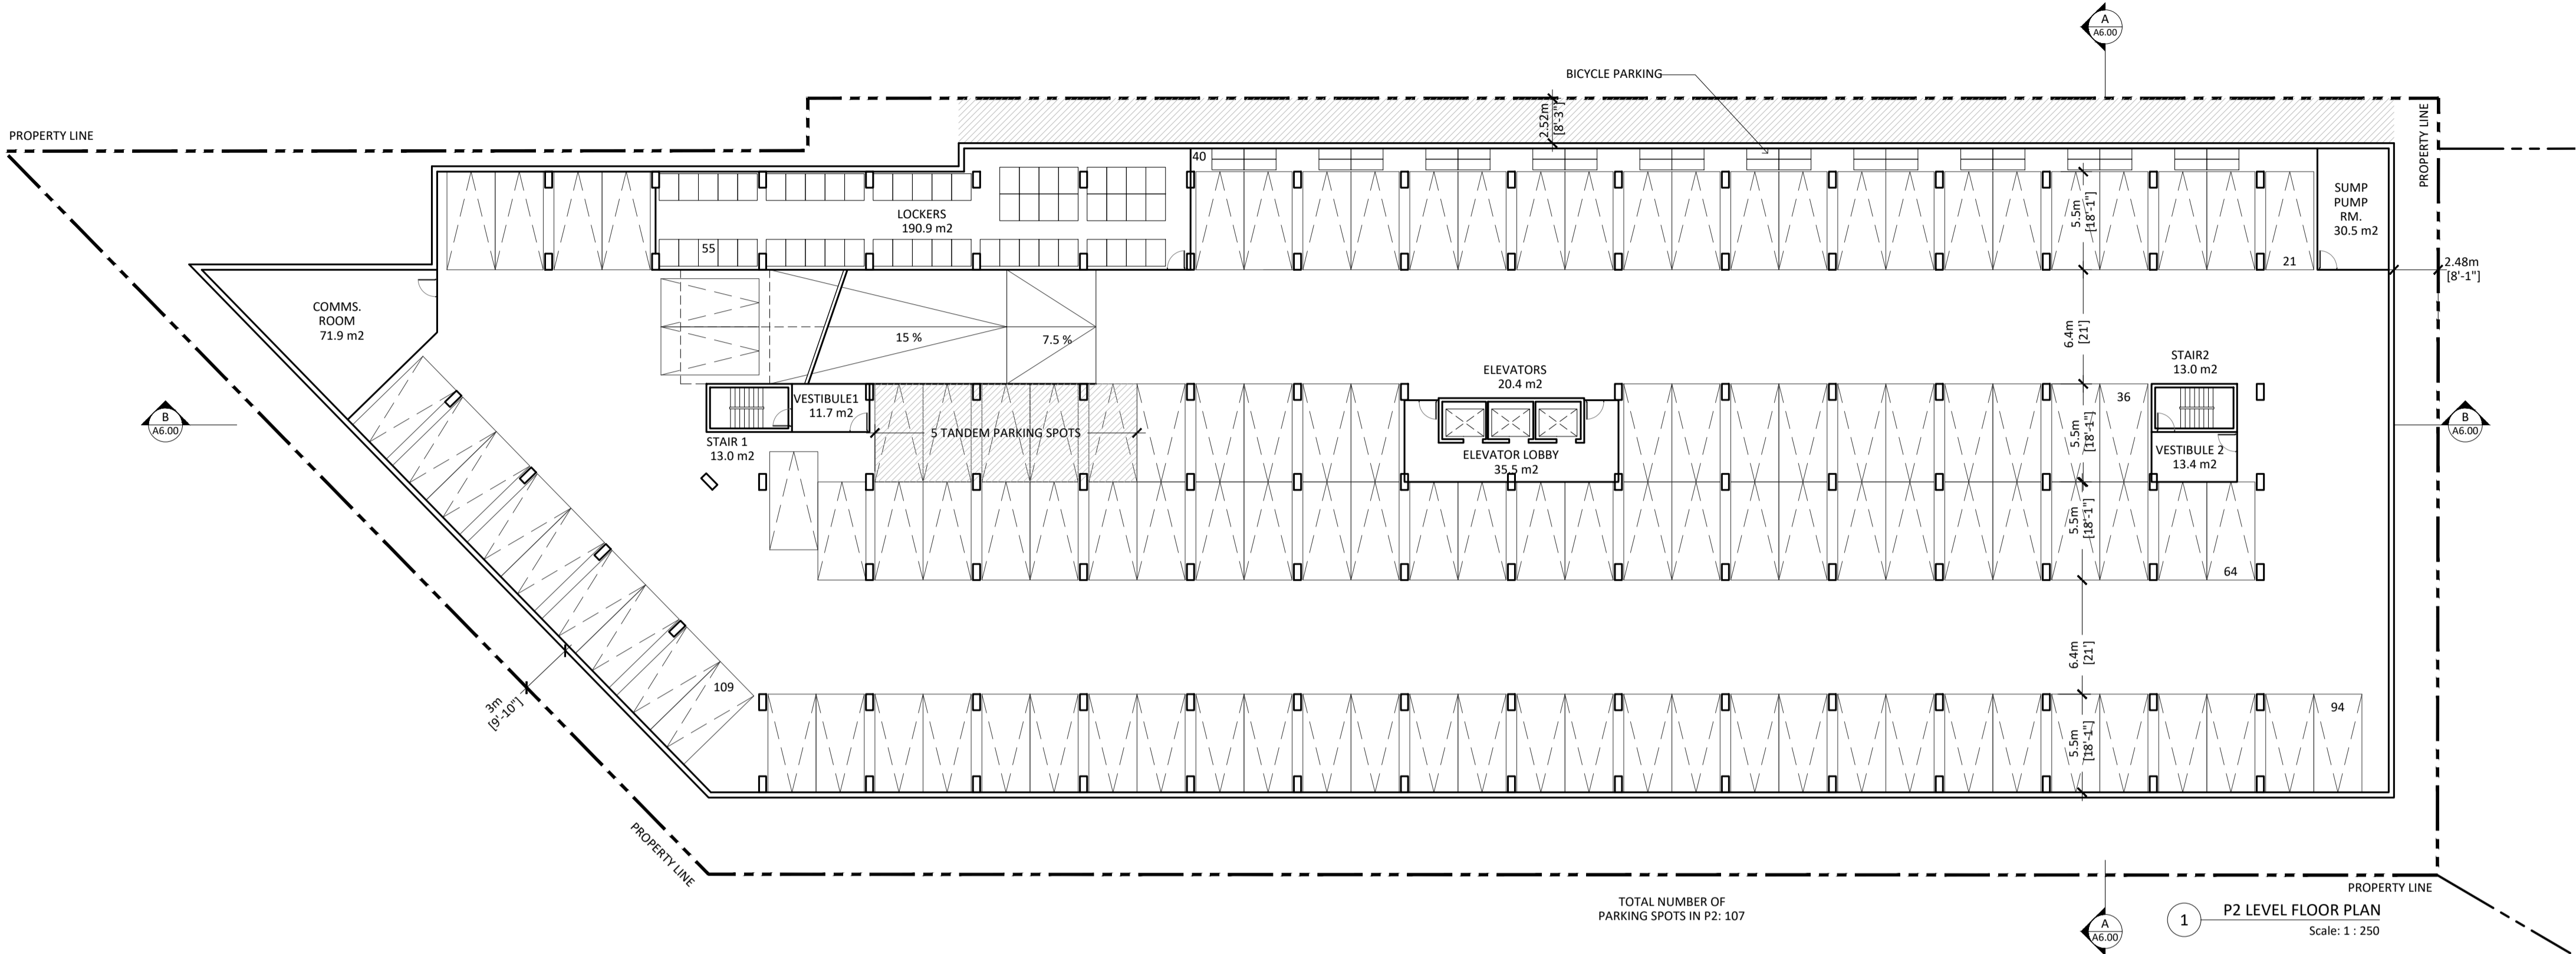 A
A6.00
BICYCLE PARKING
2.52m
[8'-3"]
PROPERTY LINE
PROPERTY LINE
40
5.5m
[18'-1"]
SUMP
PUMP
RM.
30.5 m2
LOCKERS
190.9 m2
55
21
2.48m
[8'-1"]
COMMS.
ROOM
71.9 m2
15 %
7.5 %
6.4m
[21']
STAIR2
13.0 m2
ELEVATORS
20.4 m2
VESTIBULE1
11.7 m2
36
B
A6.00
B
A6.00
5 TANDEM PARKING SPOTS
5.5m
[18'-1"]
STAIR 1
13.0 m2
ELEVATOR LOBBY
35.5 m2
VESTIBULE 2
13.4 m2
5.5m
[18'-1"]
64
6.4m
[21']
109
3m
[9'-10"]
94
5.5m
[18'-1"]
PROPERTY LINE
PROPERTY LINE
TOTAL NUMBER OF
PARKING SPOTS IN P2: 107
A
A6.00
1
P2 LEVEL FLOOR PLAN
Scale: 1 : 250